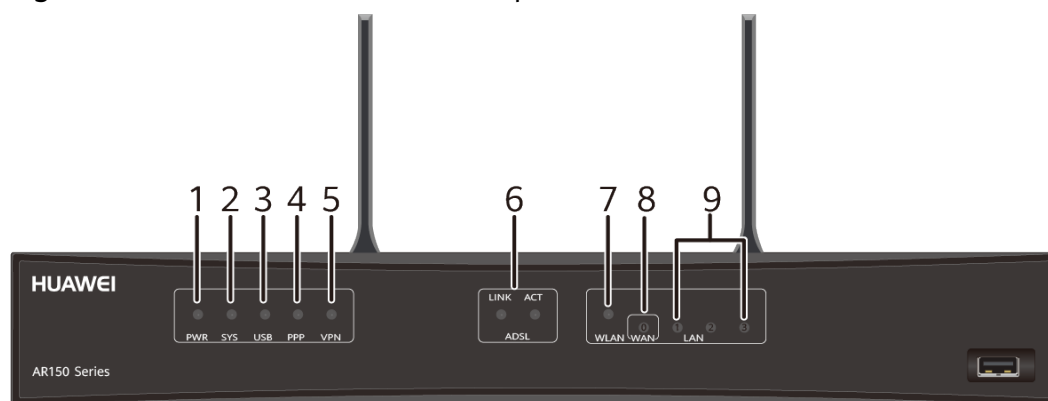 1 2 3 4 5 6 7 8 9
HUAWEI
LINK ACT
PWR SYS USB PPP VPN
ADSL
0 1 2 3
WLAN WAN LAN
AR150 Series